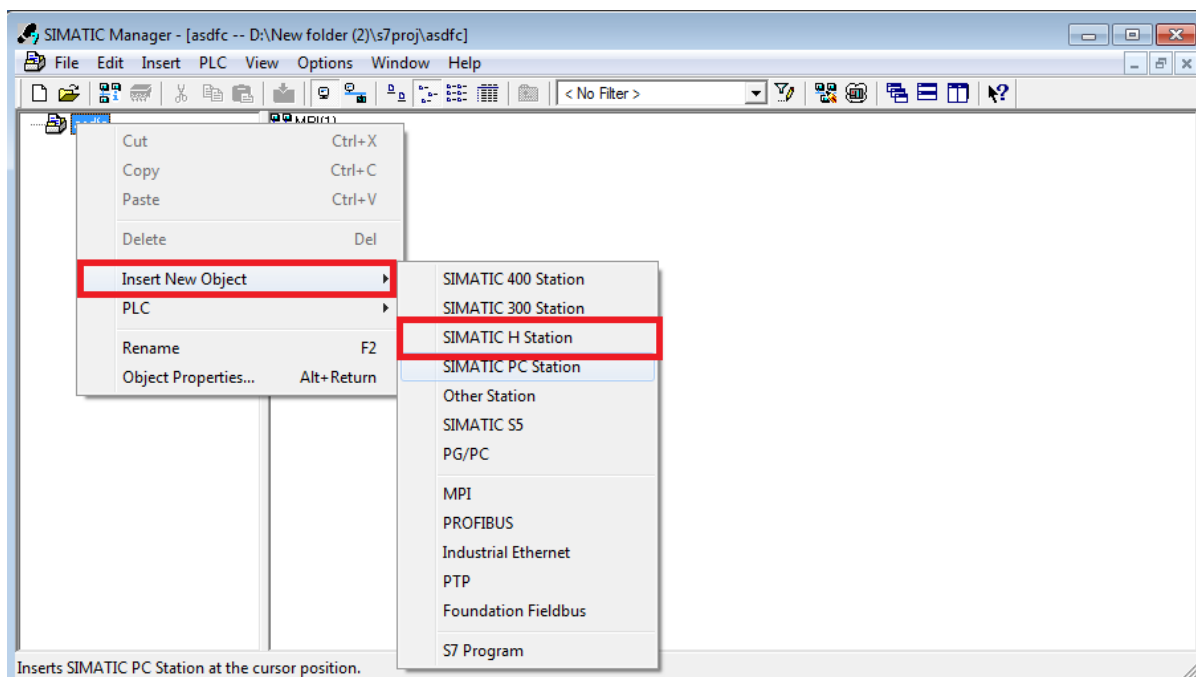 SIMATIC Manager - [asdfc -- D:\New folder (2)\s7proj\asdfc]
File Edit Insert PLC View Options Window Help
< No Filter >
MPI(1)
Cut Ctrl+X
Copy Ctrl+C
Paste Ctrl+V
Delete Del
Insert New Object
PLC
Rename F2
Object Properties... Alt+Return
SIMATIC 400 Station
SIMATIC 300 Station
SIMATIC H Station
SIMATIC PC Station
Other Station
SIMATIC S5
PG/PC
MPI
PROFIBUS
Industrial Ethernet
PTP
Foundation Fieldbus
S7 Program
Inserts SIMATIC PC Station at the cursor position.